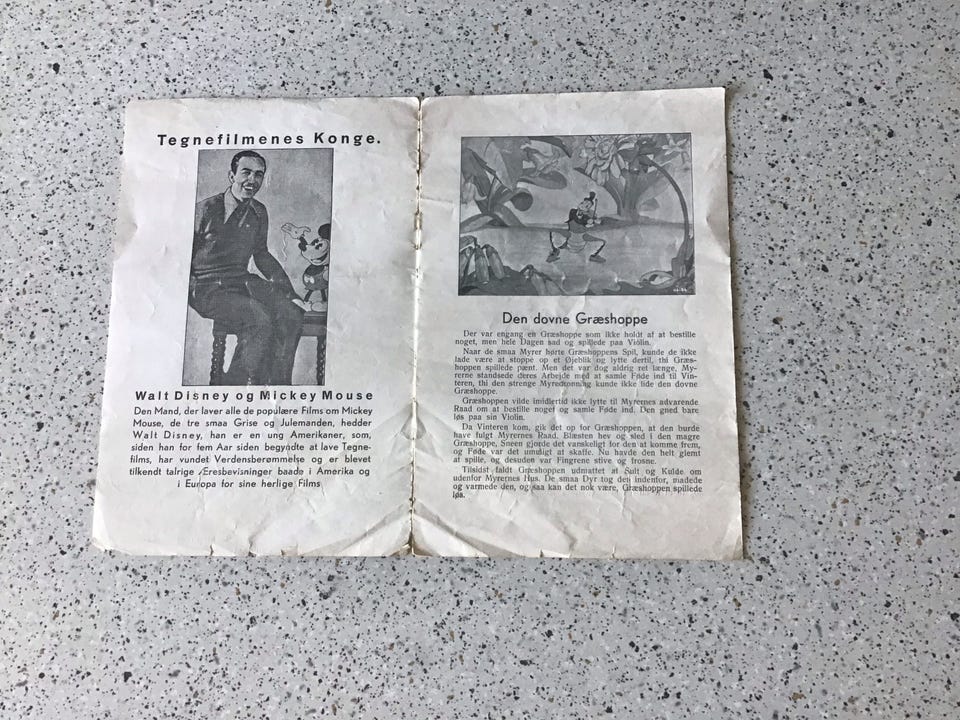 Tegnefilmenes Konge.
Walt Disney og Mickey Mouse
Den Mand, der laver alle de populære Films om Mickey
Mouse, de tre smaa Grise og Julemanden, hedder
Walt Disney, han er en ung Amerikaner, som,
siden han for fem Aar siden begyndte at lave Tegne-
films, har vundet Verdensberømmelse og er blevet
tilkendt talrige Æresbevisninger baade i Amerika og
i Europa for sine herlige Films
Den dovne Græshoppe
Der var engang en Græshoppe som ikke holdt af at bestille
noget, men hele Dagen sad og spillede paa Violin.
Naar de smaa Myrer hørte Græshoppens Spil, kunde de ikke
lade være at stoppe op et Øjeblik og lytte dertil, thi Græs-
hoppen spillede pænt. Men det var dog aldrig ret længe, My-
rerne standsede deres Arbejde med at samle Føde ind til Vin-
teren, thi den strenge Myredronning kunde ikke lide den dovne
Græshoppe.
Græshoppen vilde imidlertid ikke lytte til Myrernes advarende
Raad om at bestille noget og samle Føde ind. Den gned bare
løs paa sin Violin.
Da Vinteren kom, gik det op for Græshoppen, at den burde
have fulgt Myrernes Raad. Blæsten hev og sled i den magre
Græshoppe, Sneen gjorde det vanskeligt for den at komme frem,
og Føde var det umuligt at skaffe. Nu havde den helt glemt
at spille, og desuden var Fingrene stive og frosne.
Tilsidst faldt Græshoppen udmattet af Sult og Kulde om
udenfor Myrernes Hus. De smaa Dyr tog den indenfor, madede
og varmede den, og saa kan det nok være, Græshoppen spillede
løs.